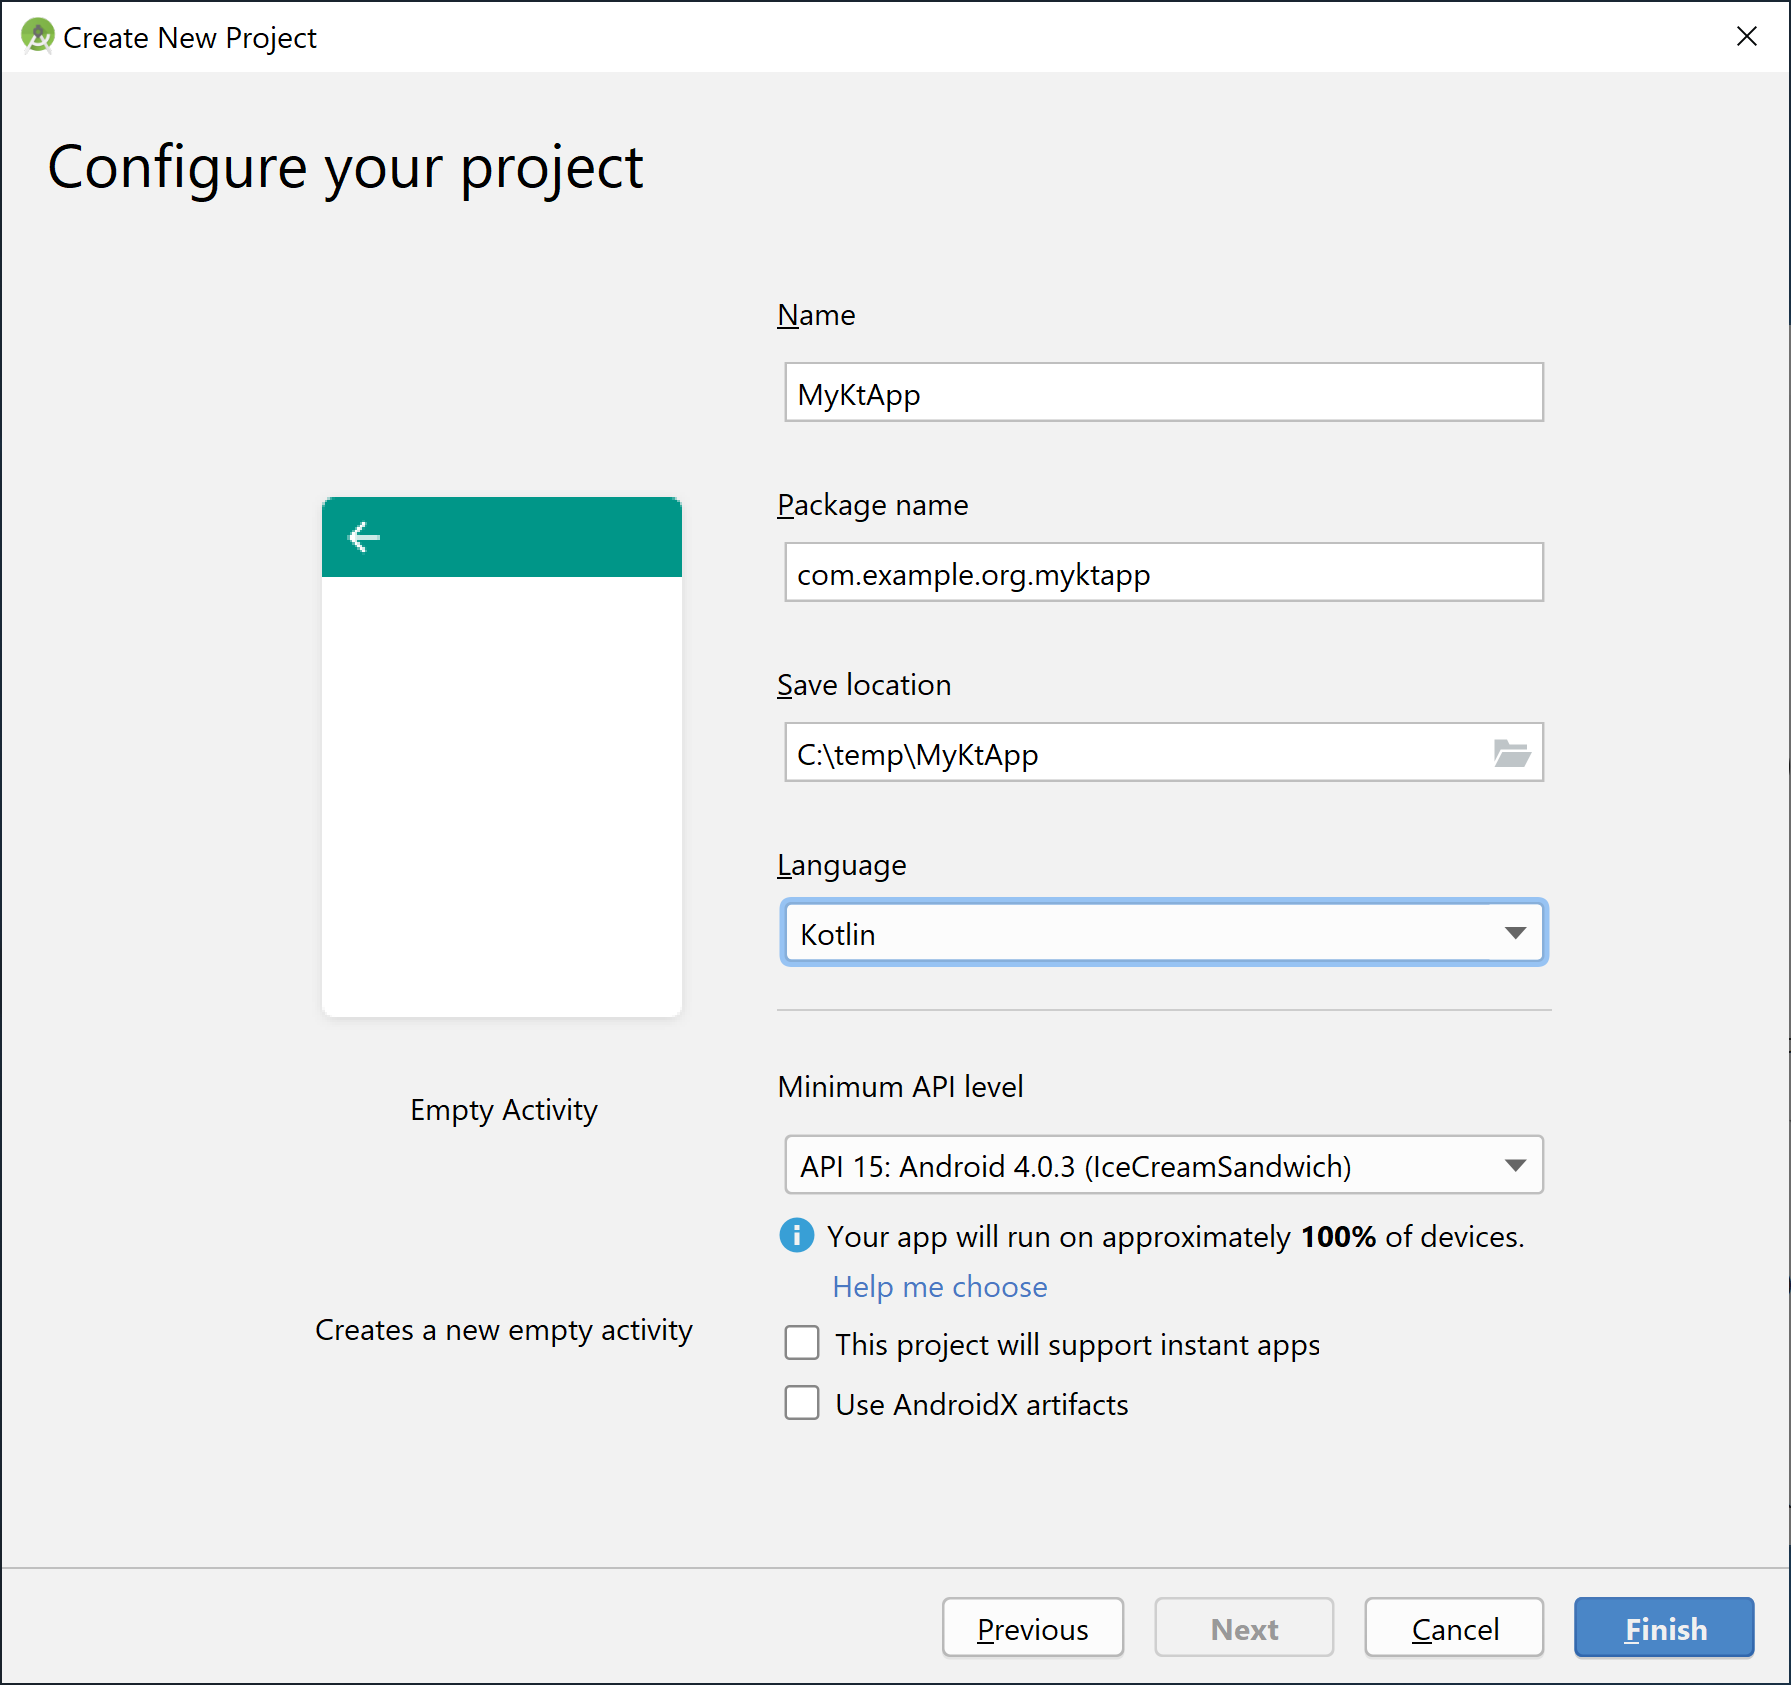 Create New Project
Configure your project
Name
MyKtApp
Package name
com.example.org.myktapp
Save location
C:\temp\MyKtApp
Language
Kotlin
Empty Activity
Creates a new empty activity
Minimum API level
API 15: Android 4.0.3 (IceCreamSandwich)
Your app will run on approximately 100% of devices.
Help me choose
This project will support instant apps
Use AndroidX artifacts
Previous
Next
Cancel
Finish